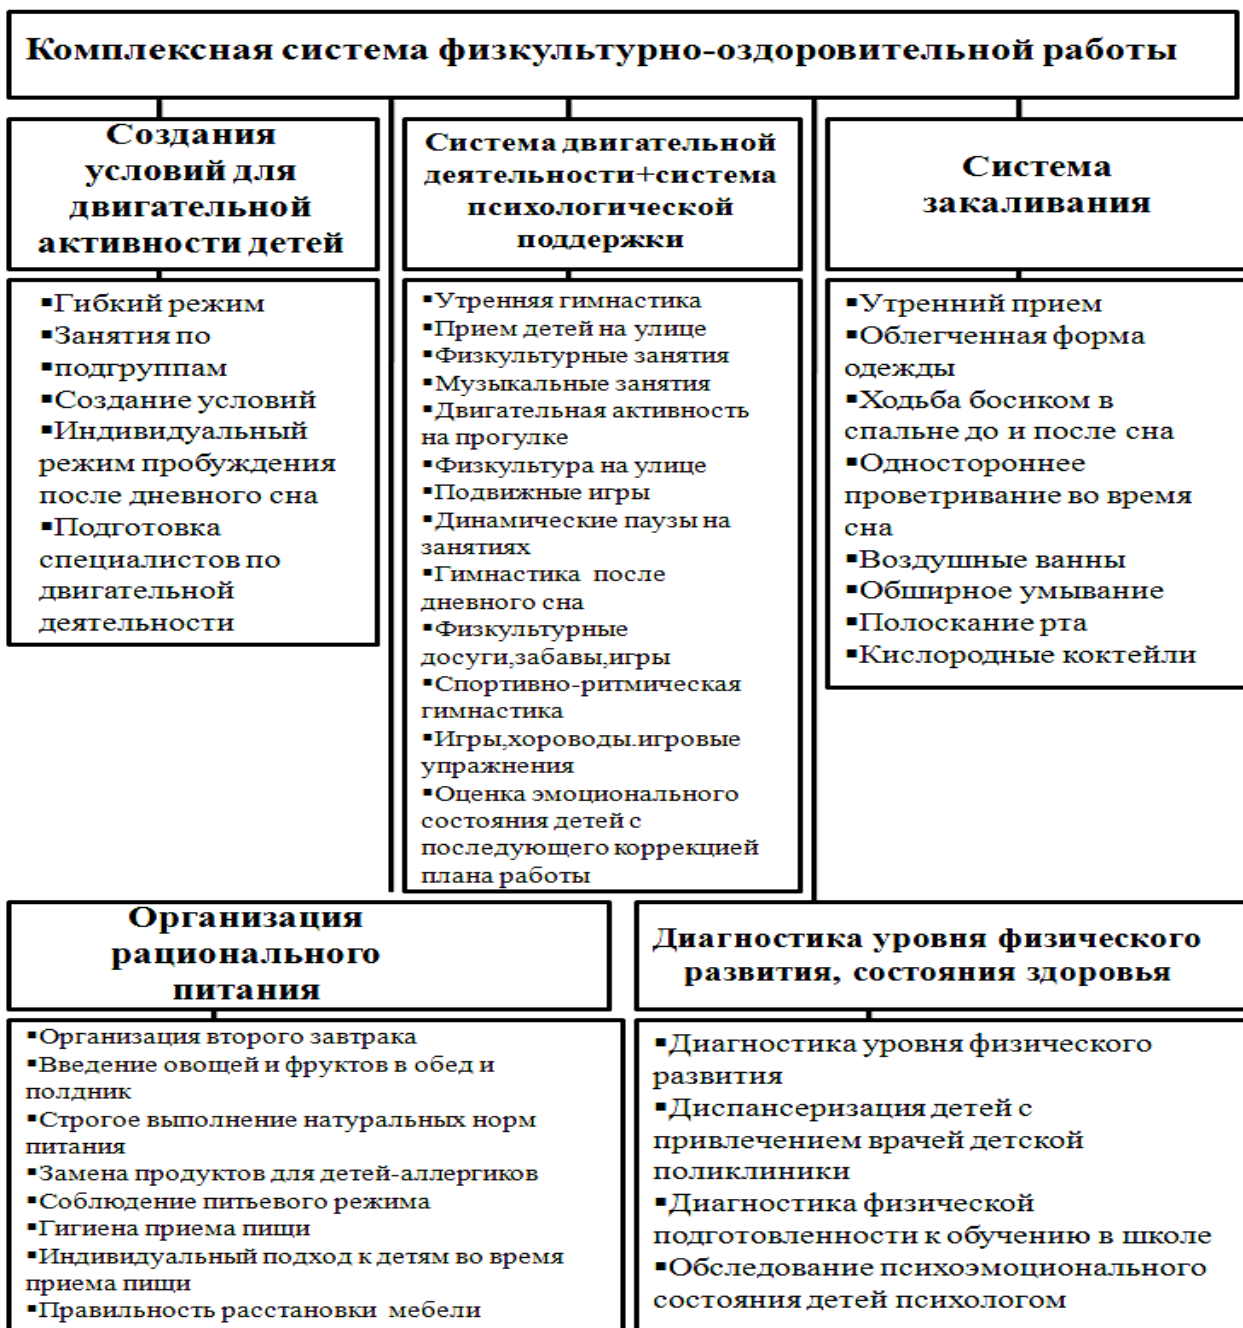 Комплексная система физкультурно-оздоровительной работы
Создания
условий для
двигательной
активности детей
▪Гибкий режим
▪Занятия по
подгруппам
▪Создание условий
▪Индивидуальный
режим пробуждения
после дневного сна
▪Подготовка
специалистов по
двигательной
деятельности
Система двигательной
деятельности+система
психологической
поддержки
▪Утренняя гимнастика
▪Прием детей на улице
▪Физкультурные занятия
▪Музыкальные занятия
▪Двигательная активность
на прогулке
▪Физкультура на улице
▪Подвижные игры
▪Динамические паузы на
занятиях
▪Гимнастика после
дневного сна
▪Физкультурные
досуги,забавы,игры
▪Спортивно-ритмическая
гимнастика
▪Игры,хороводы.игровые
упражнения
▪Оценка эмоционального
состояния детей с
последующего коррекцией
плана работы
Система
закаливания
▪Утренний прием
▪Облегченная форма
одежды
▪Ходьба босиком в
спальне до и после сна
▪Одностороннее
проветривание во время
сна
▪Воздушные ванны
▪Обширное умывание
▪Полоскание рта
▪Кислородные коктейли
Организация
рационального
питания
▪Организация второго завтрака
▪Введение овощей и фруктов в обед и
полдник
▪Строгое выполнение натуральных норм
питания
▪Замена продуктов для детей-аллергиков
▪Соблюдение питьевого режима
▪Гигиена приема пищи
▪Индивидуальный подход к детям во время
приема пищи
▪Правильность расстановки мебели
Диагностика уровня физического
развития, состояния здоровья
▪Диагностика уровня физического
развития
▪Диспансеризация детей с
привлечением врачей детской
поликлиники
▪Диагностика физической
подготовленности к обучению в школе
▪Обследование психоэмоционального
состояния детей психологом